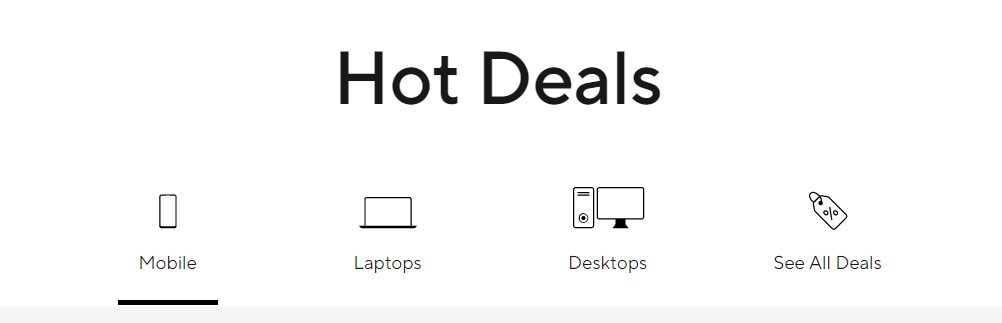 Hot Deals
Mobile
Laptops
Desktops
%
See All Deals